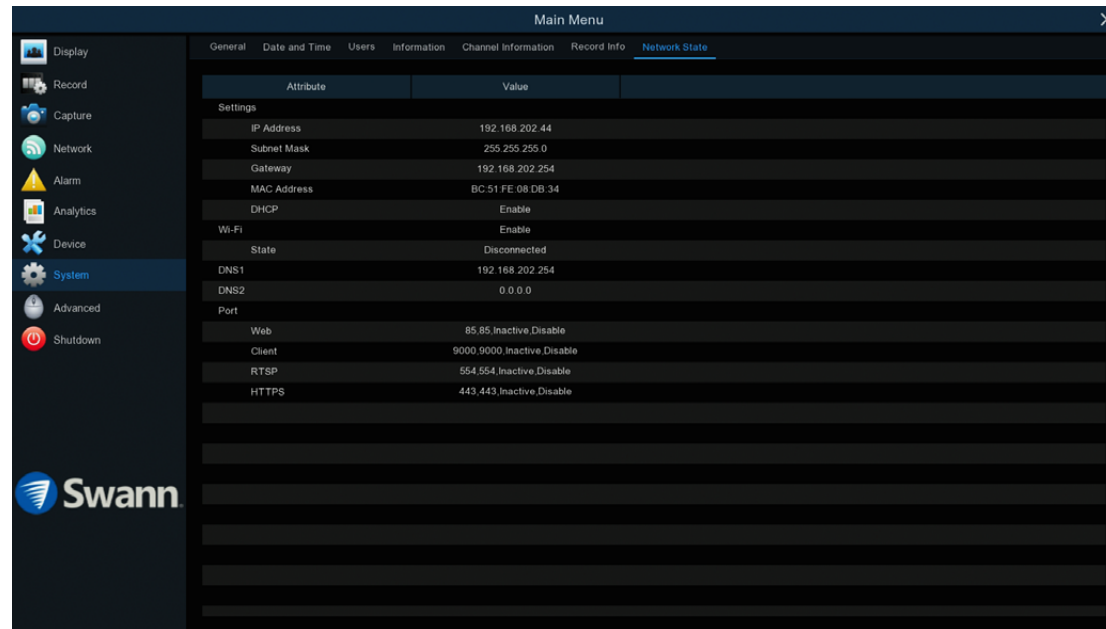 Main Menu
X
Display
Record
Capture
Network
Alarm
Analytics
Device
System
Advanced
Shutdown
Swann
General Date and Time Users Information Channel Information Record Info Network State
Attribute Value
Settings
IP Address 192.168.202.44
Subnet Mask 255.255.255.0
Gateway 192.168.202.254
MAC Address BC:51:FE:08:DB:34
DHCP Enable
Wi-Fi Enable
State Disconnected
DNS1 192.168.202.254
DNS2 0.0.0.0
Port
Web 85,85,Inactive,Disable
Client 9000,9000,Inactive,Disable
RTSP 554,554,Inactive,Disable
HTTPS 443,443,Inactive,Disable